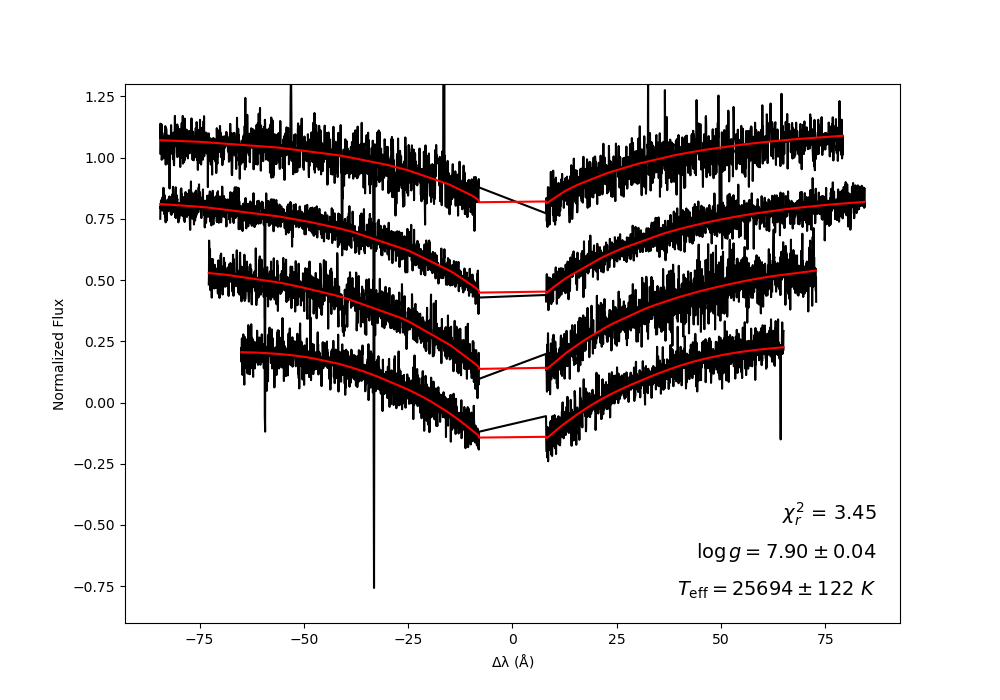 1.25
1.00
0.75
0.50
0.25
0.00
−0.25
−0.50
−0.75
Normalized Flux
χ²ᵣ = 3.45
log g = 7.90 ± 0.04
T_eff = 25694 ± 122 K
−75 −50 −25 0 25 50 75
Δλ (Å)